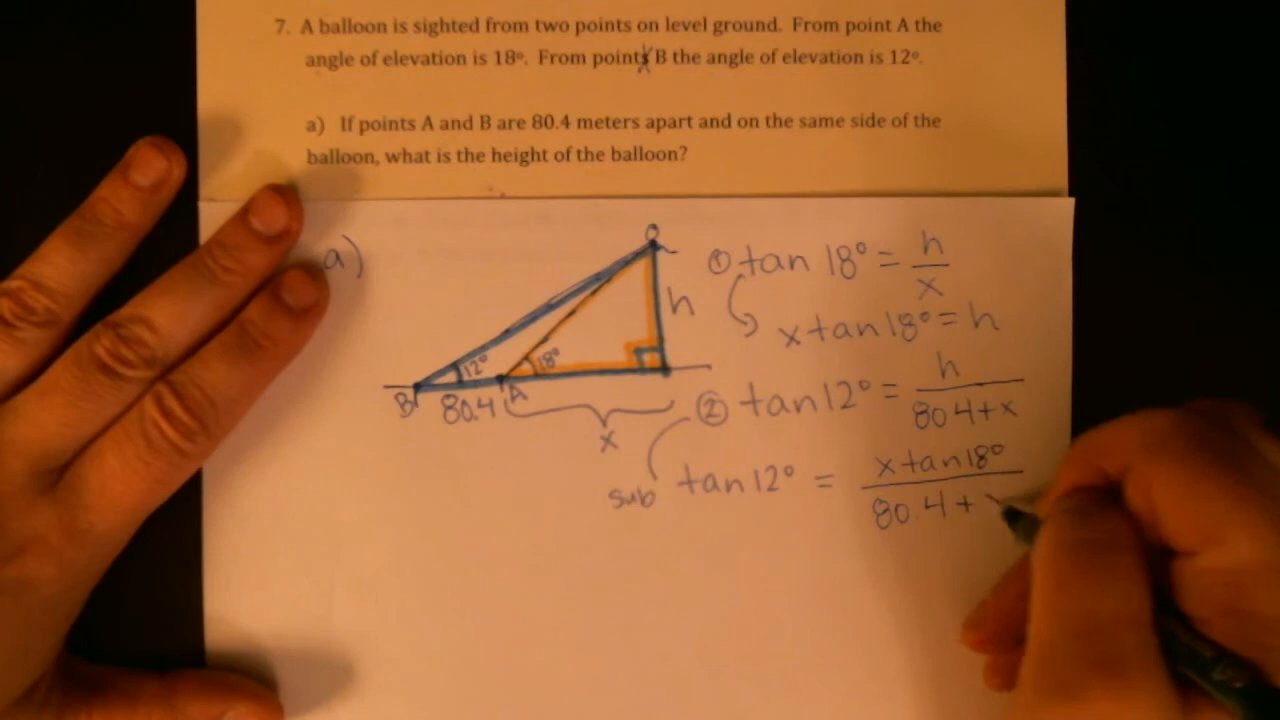 7. A balloon is sighted from two points on level ground. From point A the
angle of elevation is 18°. From points B the angle of elevation is 12°.
a) If points A and B are 80.4 meters apart and on the same side of the
balloon, what is the height of the balloon?
a)
h
12°
18°
B
80.4
A
x
① tan 18° = h/x
x tan 18° = h
② tan 12° = h/(80.4+x)
sub tan 12° = x tan 18°/(80.4+